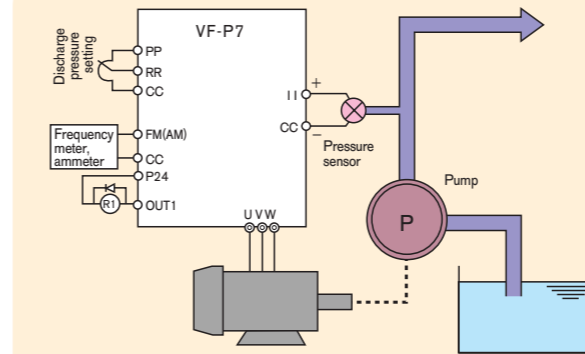 VF-P7
Discharge
pressure
setting
PP
RR
CC
Frequency
meter,
ammeter
FM(AM)
CC
P24
R1
OUT1
II
+
CC
−
Pressure
sensor
U V W
Pump
P